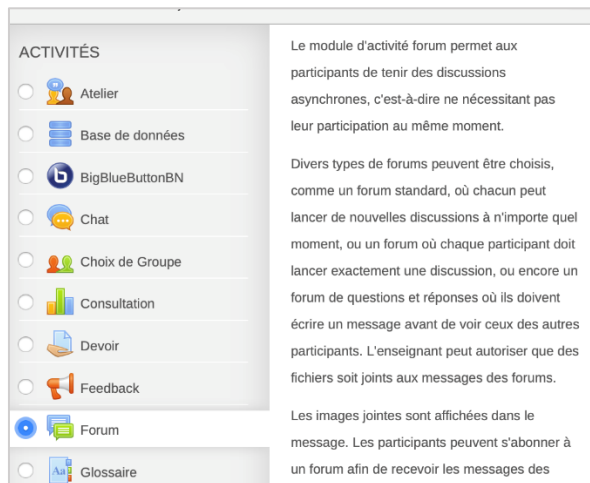 ACTIVITÉS
Atelier
Base de données
BigBlueButtonBN
Chat
Choix de Groupe
Consultation
Devoir
Feedback
Forum
Glossaire
Le module d'activité forum permet aux
participants de tenir des discussions
asynchrones, c'est-à-dire ne nécessitant pas
leur participation au même moment.
Divers types de forums peuvent être choisis,
comme un forum standard, où chacun peut
lancer de nouvelles discussions à n'importe quel
moment, ou un forum où chaque participant doit
lancer exactement une discussion, ou encore un
forum de questions et réponses où ils doivent
écrire un message avant de voir ceux des autres
participants. L'enseignant peut autoriser que des
fichiers soit joints aux messages des forums.
Les images jointes sont affichées dans le
message. Les participants peuvent s'abonner à
un forum afin de recevoir les messages des